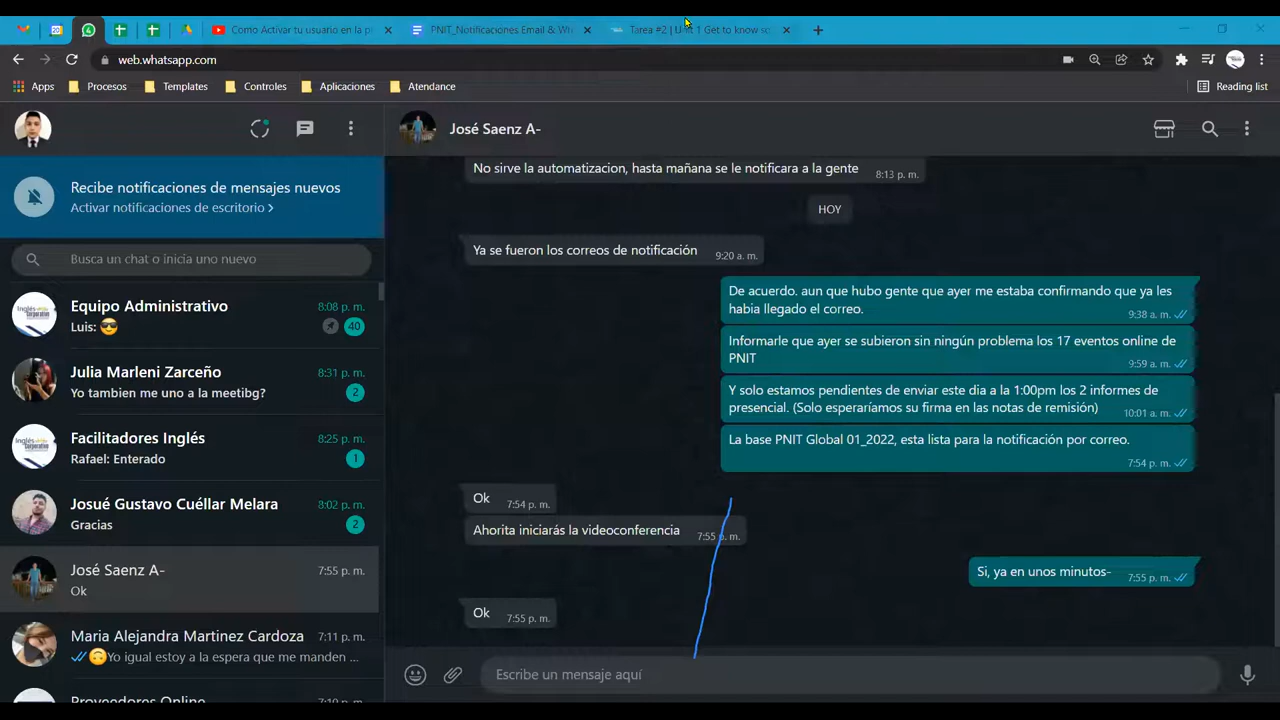 Como Activar tu usuario en la p
PNIT_Notificaciones Email & Wh
Tarea #2 | Unit 1 Get to know so
web.whatsapp.com
Apps
Procesos
Templates
Controles
Aplicaciones
Atendance
Reading list
José Saenz A-
Recibe notificaciones de mensajes nuevos
Activar notificaciones de escritorio >
Busca un chat o inicia uno nuevo
Equipo Administrativo 8:08 p. m.
Luis: 😎 40
Julia Marleni Zarceño 8:31 p. m.
Yo tambien me uno a la meetibg? 2
Facilitadores Inglés 8:25 p. m.
Rafael: Enterado 1
Josué Gustavo Cuéllar Melara 8:02 p. m.
Gracias 2
José Saenz A- 7:55 p. m.
Ok
Maria Alejandra Martinez Cardoza 7:11 p. m.
🙃Yo igual estoy a la espera que me manden ...
Proveedores Online 7:10 p. m.
No sirve la automatizacion, hasta mañana se le notificara a la gente 8:13 p. m.
HOY
Ya se fueron los correos de notificación 9:20 a. m.
De acuerdo. aun que hubo gente que ayer me estaba confirmando que ya les
habia llegado el correo.
9:38 a. m.
Informarle que ayer se subieron sin ningún problema los 17 eventos online de
PNIT
9:59 a. m.
Y solo estamos pendientes de enviar este dia a la 1:00pm los 2 informes de
presencial. (Solo esperaríamos su firma en las notas de remisión) 10:01 a. m.
La base PNIT Global 01_2022, esta lista para la notificación por correo.
7:54 p. m.
Ok 7:54 p. m.
Ahorita iniciarás la videoconferencia 7:55 p. m.
Si, ya en unos minutos- 7:55 p. m.
Ok 7:55 p. m.
Escribe un mensaje aquí